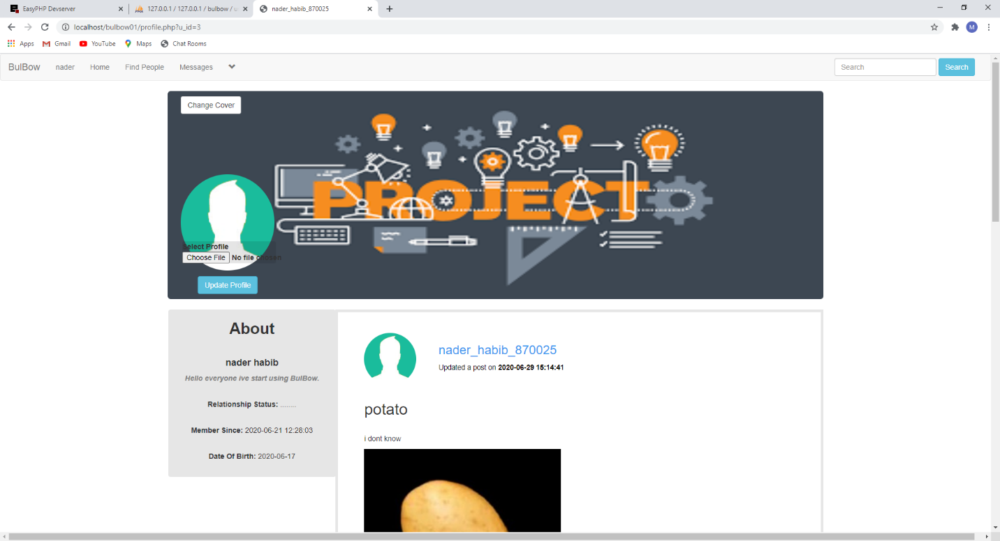 EasyPHP Devserver
127.0.0.1 / 127.0.0.1 / bulbow / u
nader_habib_870025
localhost/bulbow01/profile.php?u_id=3
M
Apps Gmail YouTube Maps Chat Rooms
BulBow nader Home Find People Messages
Search Search
Change Cover
PROJECT
Select Profile
Choose File No file chosen
Update Profile
About
nader habib
Hello everyone ive start using BulBow.
Relationship Status: ........
Member Since: 2020-06-21 12:28:03
Date Of Birth: 2020-06-17
nader_habib_870025
Updated a post on 2020-06-29 15:14:41
potato
i dont know